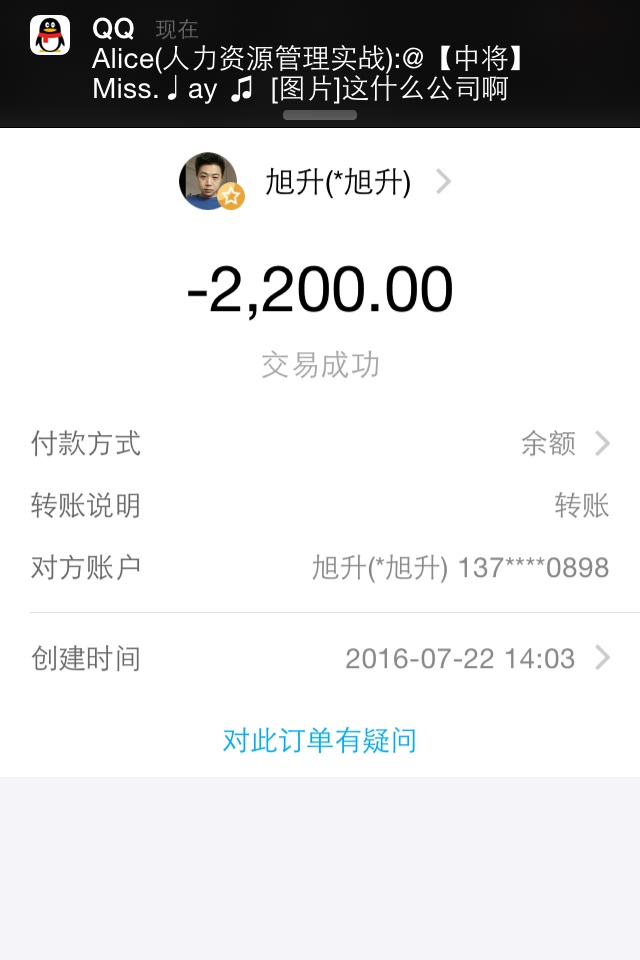 QQ 现在
Alice(人力资源管理实战):@【中将】
Miss.♩ay ♫ [图片]这什么公司啊
旭升(*旭升)
-2,200.00
交易成功
付款方式 余额
转账说明 转账
对方账户 旭升(*旭升) 137****0898
创建时间 2016-07-22 14:03
对此订单有疑问